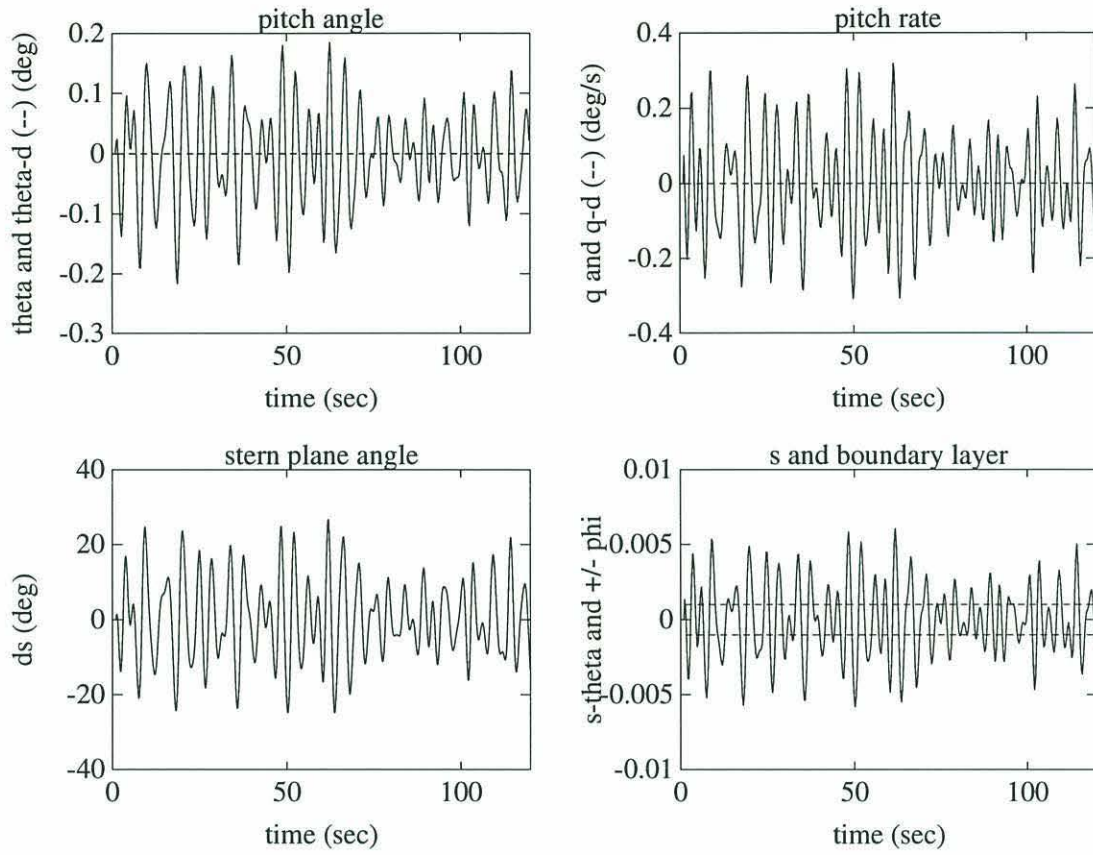 pitch angle
theta and theta-d (--) (deg)
0.2
0.1
0
-0.1
-0.2
-0.3
0
50
100
time (sec)
pitch rate
q and q-d (--) (deg/s)
0.4
0.2
0
-0.2
-0.4
0
50
100
time (sec)
stern plane angle
ds (deg)
40
20
0
-20
-40
0
50
100
time (sec)
s and boundary layer
s-theta and +/- phi
0.01
0.005
0
-0.005
-0.01
0
50
100
time (sec)